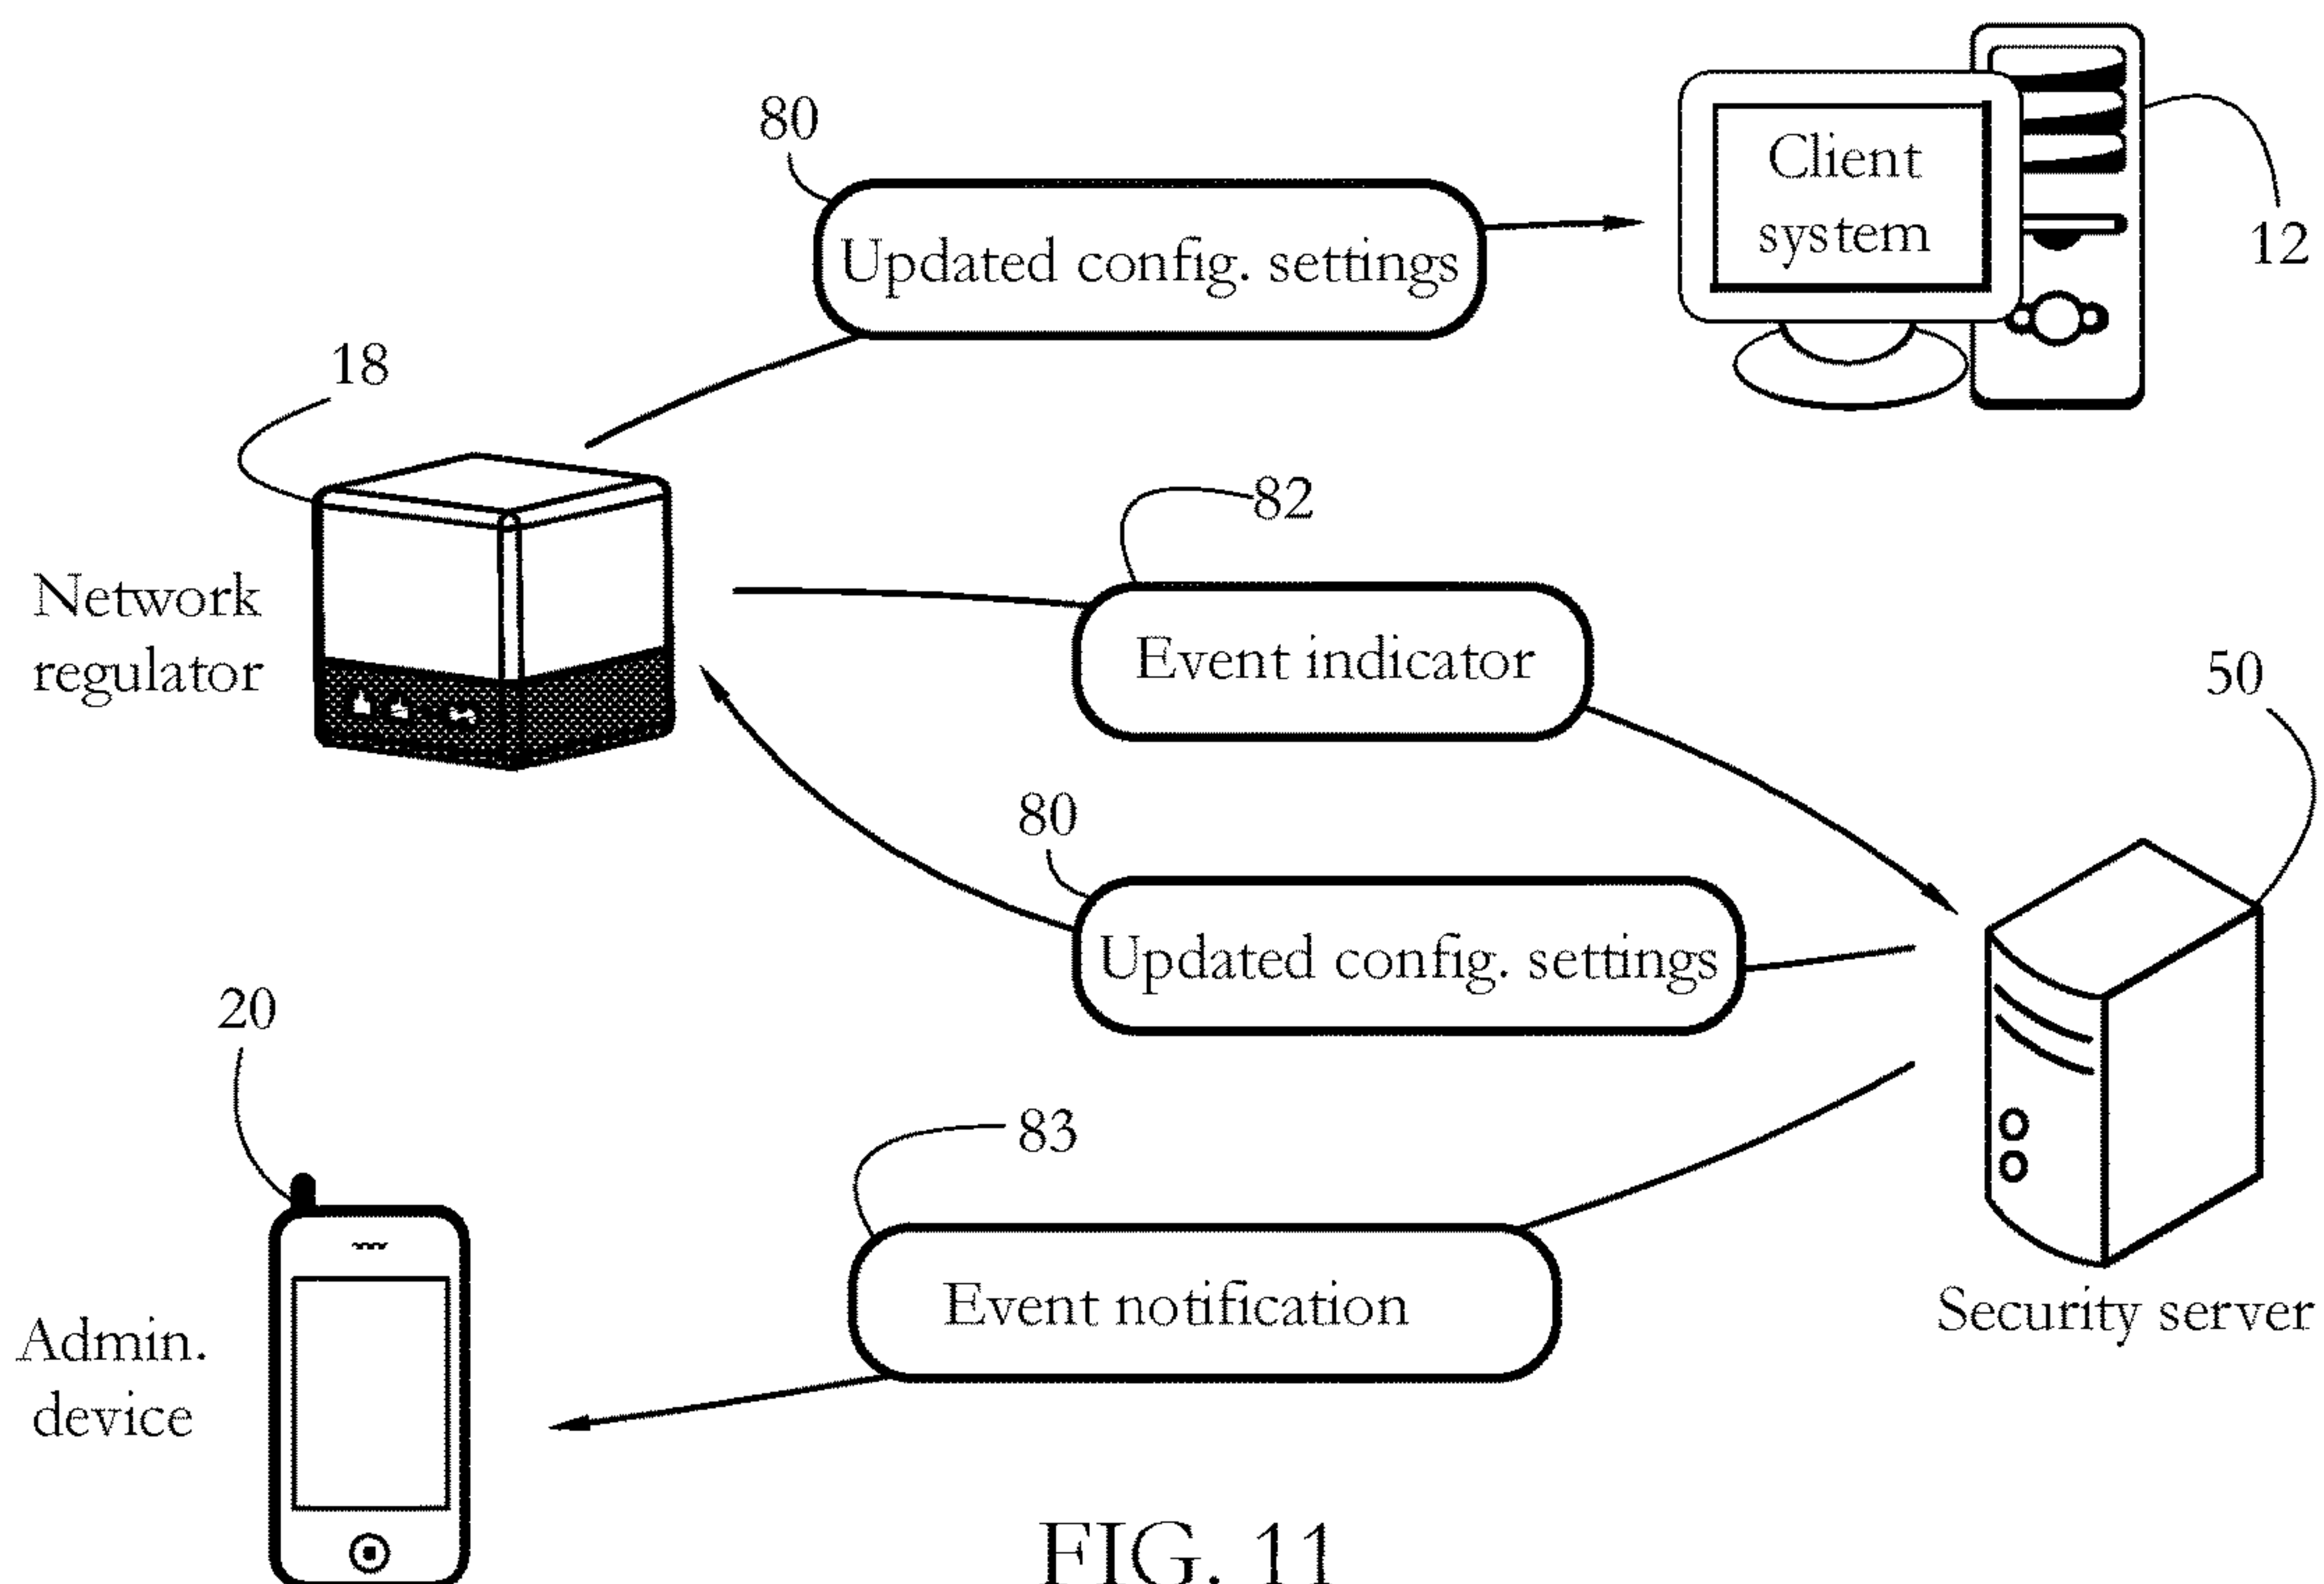 80
Updated config. settings
Client
system
12
18
Network
regulator
82
Event indicator
50
80
Updated config. settings
20
83
Event notification
Security server
Admin.
device
FIG. 11